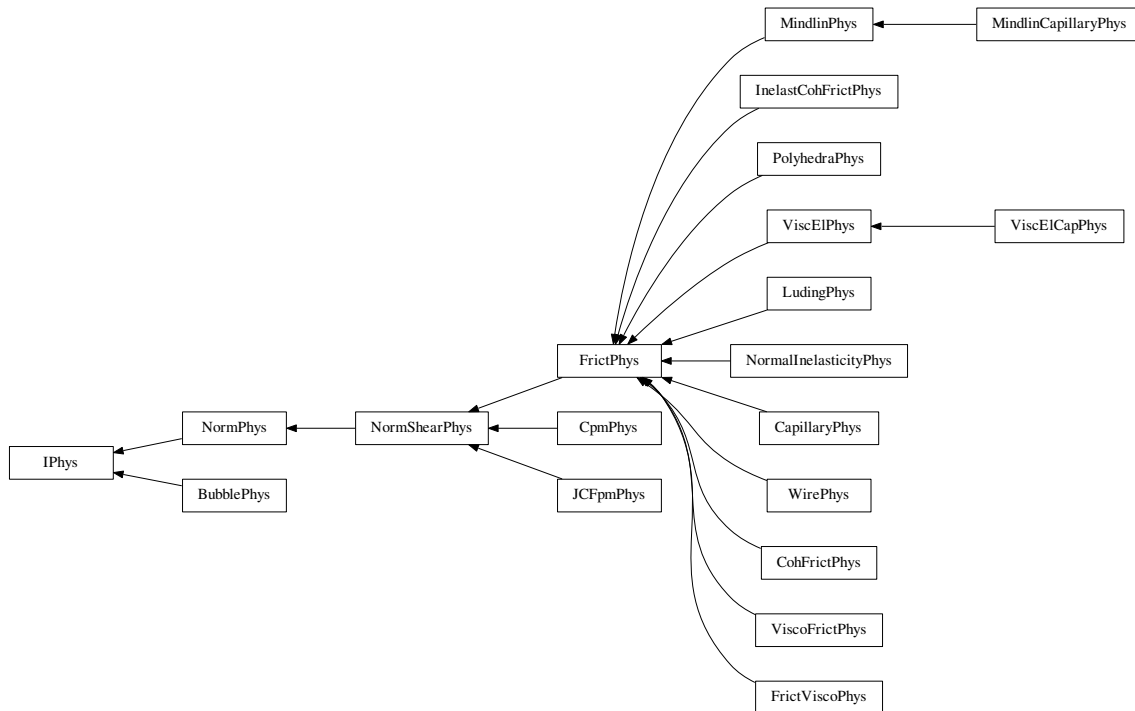 MindlinPhys
MindlinCapillaryPhys
InelastCohFrictPhys
PolyhedraPhys
ViscElPhys
ViscElCapPhys
LudingPhys
FrictPhys
NormalInelasticityPhys
NormPhys
NormShearPhys
CpmPhys
CapillaryPhys
IPhys
BubblePhys
JCFpmPhys
WirePhys
CohFrictPhys
ViscoFrictPhys
FrictViscoPhys